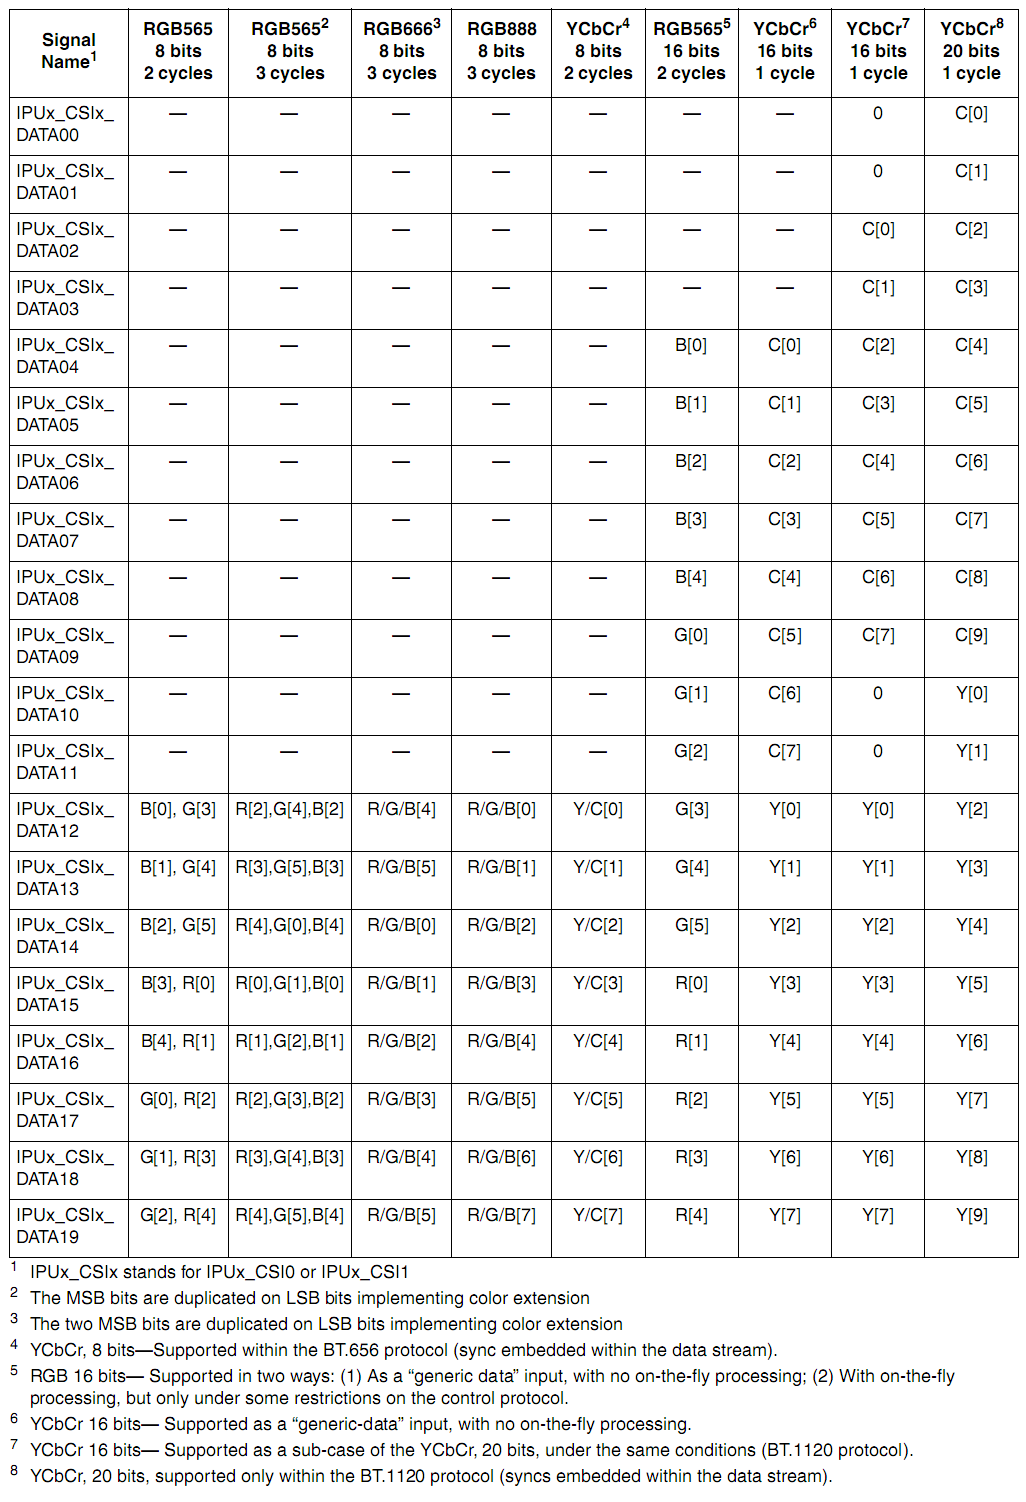 Signal Name1 RGB565 8 bits 2 cycles RGB5652 8 bits 3 cycles RGB6663 8 bits 3 cycles RGB888 8 bits 3 cycles YCbCr4 8 bits 2 cycles RGB5655 16 bits 2 cycles YCbCr6 16 bits 1 cycle YCbCr7 16 bits 1 cycle YCbCr8 20 bits 1 cycle
IPUx_CSIx_DATA00 — — — — — — — 0 C[0]
IPUx_CSIx_DATA01 — — — — — — — 0 C[1]
IPUx_CSIx_DATA02 — — — — — — — C[0] C[2]
IPUx_CSIx_DATA03 — — — — — — — C[1] C[3]
IPUx_CSIx_DATA04 — — — — — B[0] C[0] C[2] C[4]
IPUx_CSIx_DATA05 — — — — — B[1] C[1] C[3] C[5]
IPUx_CSIx_DATA06 — — — — — B[2] C[2] C[4] C[6]
IPUx_CSIx_DATA07 — — — — — B[3] C[3] C[5] C[7]
IPUx_CSIx_DATA08 — — — — — B[4] C[4] C[6] C[8]
IPUx_CSIx_DATA09 — — — — — G[0] C[5] C[7] C[9]
IPUx_CSIx_DATA10 — — — — — G[1] C[6] 0 Y[0]
IPUx_CSIx_DATA11 — — — — — G[2] C[7] 0 Y[1]
IPUx_CSIx_DATA12 B[0], G[3] R[2],G[4],B[2] R/G/B[4] R/G/B[0] Y/C[0] G[3] Y[0] Y[0] Y[2]
IPUx_CSIx_DATA13 B[1], G[4] R[3],G[5],B[3] R/G/B[5] R/G/B[1] Y/C[1] G[4] Y[1] Y[1] Y[3]
IPUx_CSIx_DATA14 B[2], G[5] R[4],G[0],B[4] R/G/B[0] R/G/B[2] Y/C[2] G[5] Y[2] Y[2] Y[4]
IPUx_CSIx_DATA15 B[3], R[0] R[0],G[1],B[0] R/G/B[1] R/G/B[3] Y/C[3] R[0] Y[3] Y[3] Y[5]
IPUx_CSIx_DATA16 B[4], R[1] R[1],G[2],B[1] R/G/B[2] R/G/B[4] Y/C[4] R[1] Y[4] Y[4] Y[6]
IPUx_CSIx_DATA17 G[0], R[2] R[2],G[3],B[2] R/G/B[3] R/G/B[5] Y/C[5] R[2] Y[5] Y[5] Y[7]
IPUx_CSIx_DATA18 G[1], R[3] R[3],G[4],B[3] R/G/B[4] R/G/B[6] Y/C[6] R[3] Y[6] Y[6] Y[8]
IPUx_CSIx_DATA19 G[2], R[4] R[4],G[5],B[4] R/G/B[5] R/G/B[7] Y/C[7] R[4] Y[7] Y[7] Y[9]
1 IPUx_CSIx stands for IPUx_CSI0 or IPUx_CSI1
2 The MSB bits are duplicated on LSB bits implementing color extension
3 The two MSB bits are duplicated on LSB bits implementing color extension
4 YCbCr, 8 bits—Supported within the BT.656 protocol (sync embedded within the data stream).
5 RGB 16 bits— Supported in two ways: (1) As a “generic data” input, with no on-the-fly processing; (2) With on-the-fly
processing, but only under some restrictions on the control protocol.
6 YCbCr 16 bits— Supported as a “generic-data” input, with no on-the-fly processing.
7 YCbCr 16 bits— Supported as a sub-case of the YCbCr, 20 bits, under the same conditions (BT.1120 protocol).
8 YCbCr, 20 bits, supported only within the BT.1120 protocol (syncs embedded within the data stream).